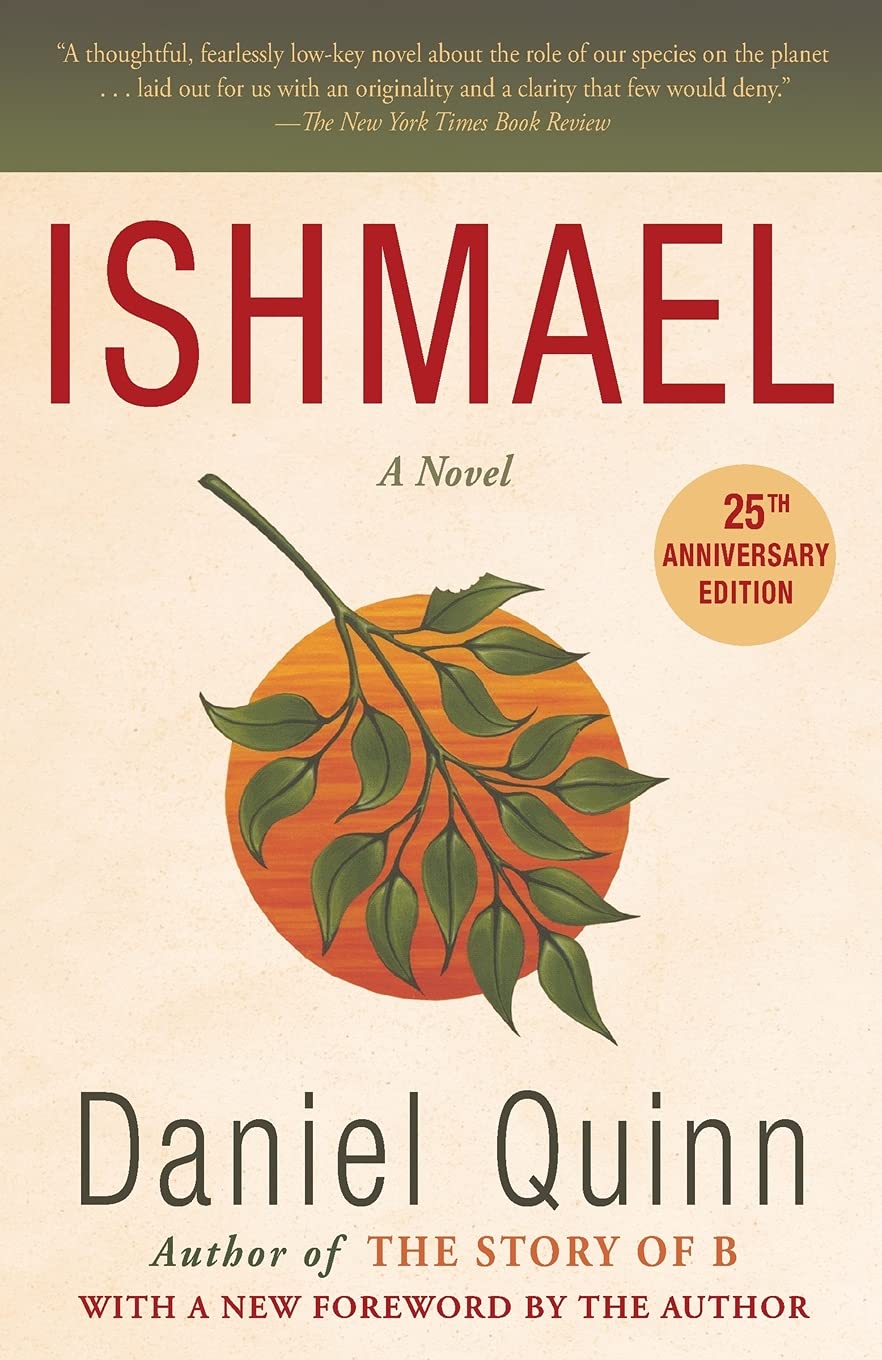 “A thoughtful, fearlessly low-key novel about the role of our species on the planet
. . . laid out for us with an originality and a clarity that few would deny.”
—The New York Times Book Review
ISHMAEL
A Novel
25TH
ANNIVERSARY
EDITION
Daniel Quinn
Author of THE STORY OF B
WITH A NEW FOREWORD BY THE AUTHOR